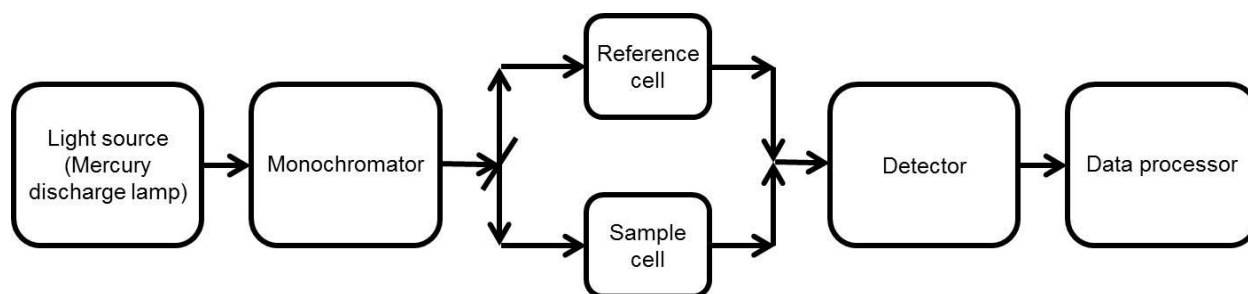 Light source
(Mercury
discharge lamp)
Monochromator
Reference
cell
Sample
cell
Detector
Data processor